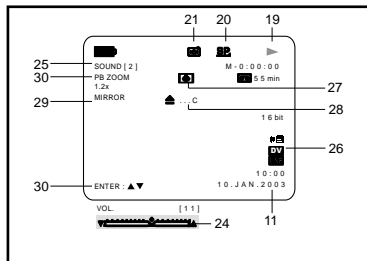 21 20 19
SP
25 SOUND [ 2 ] M - 0 : 0 0 : 0 0
30 PB ZOOM 5 5 min
1.2x 27
29 MIRROR ... C 28
1 6 bit
DV 26
1 0 : 0 0
30 ENTER : ▲▼ 1 0 . J A N . 2 0 0 3 11
VOL. [ 1 1 ]
24